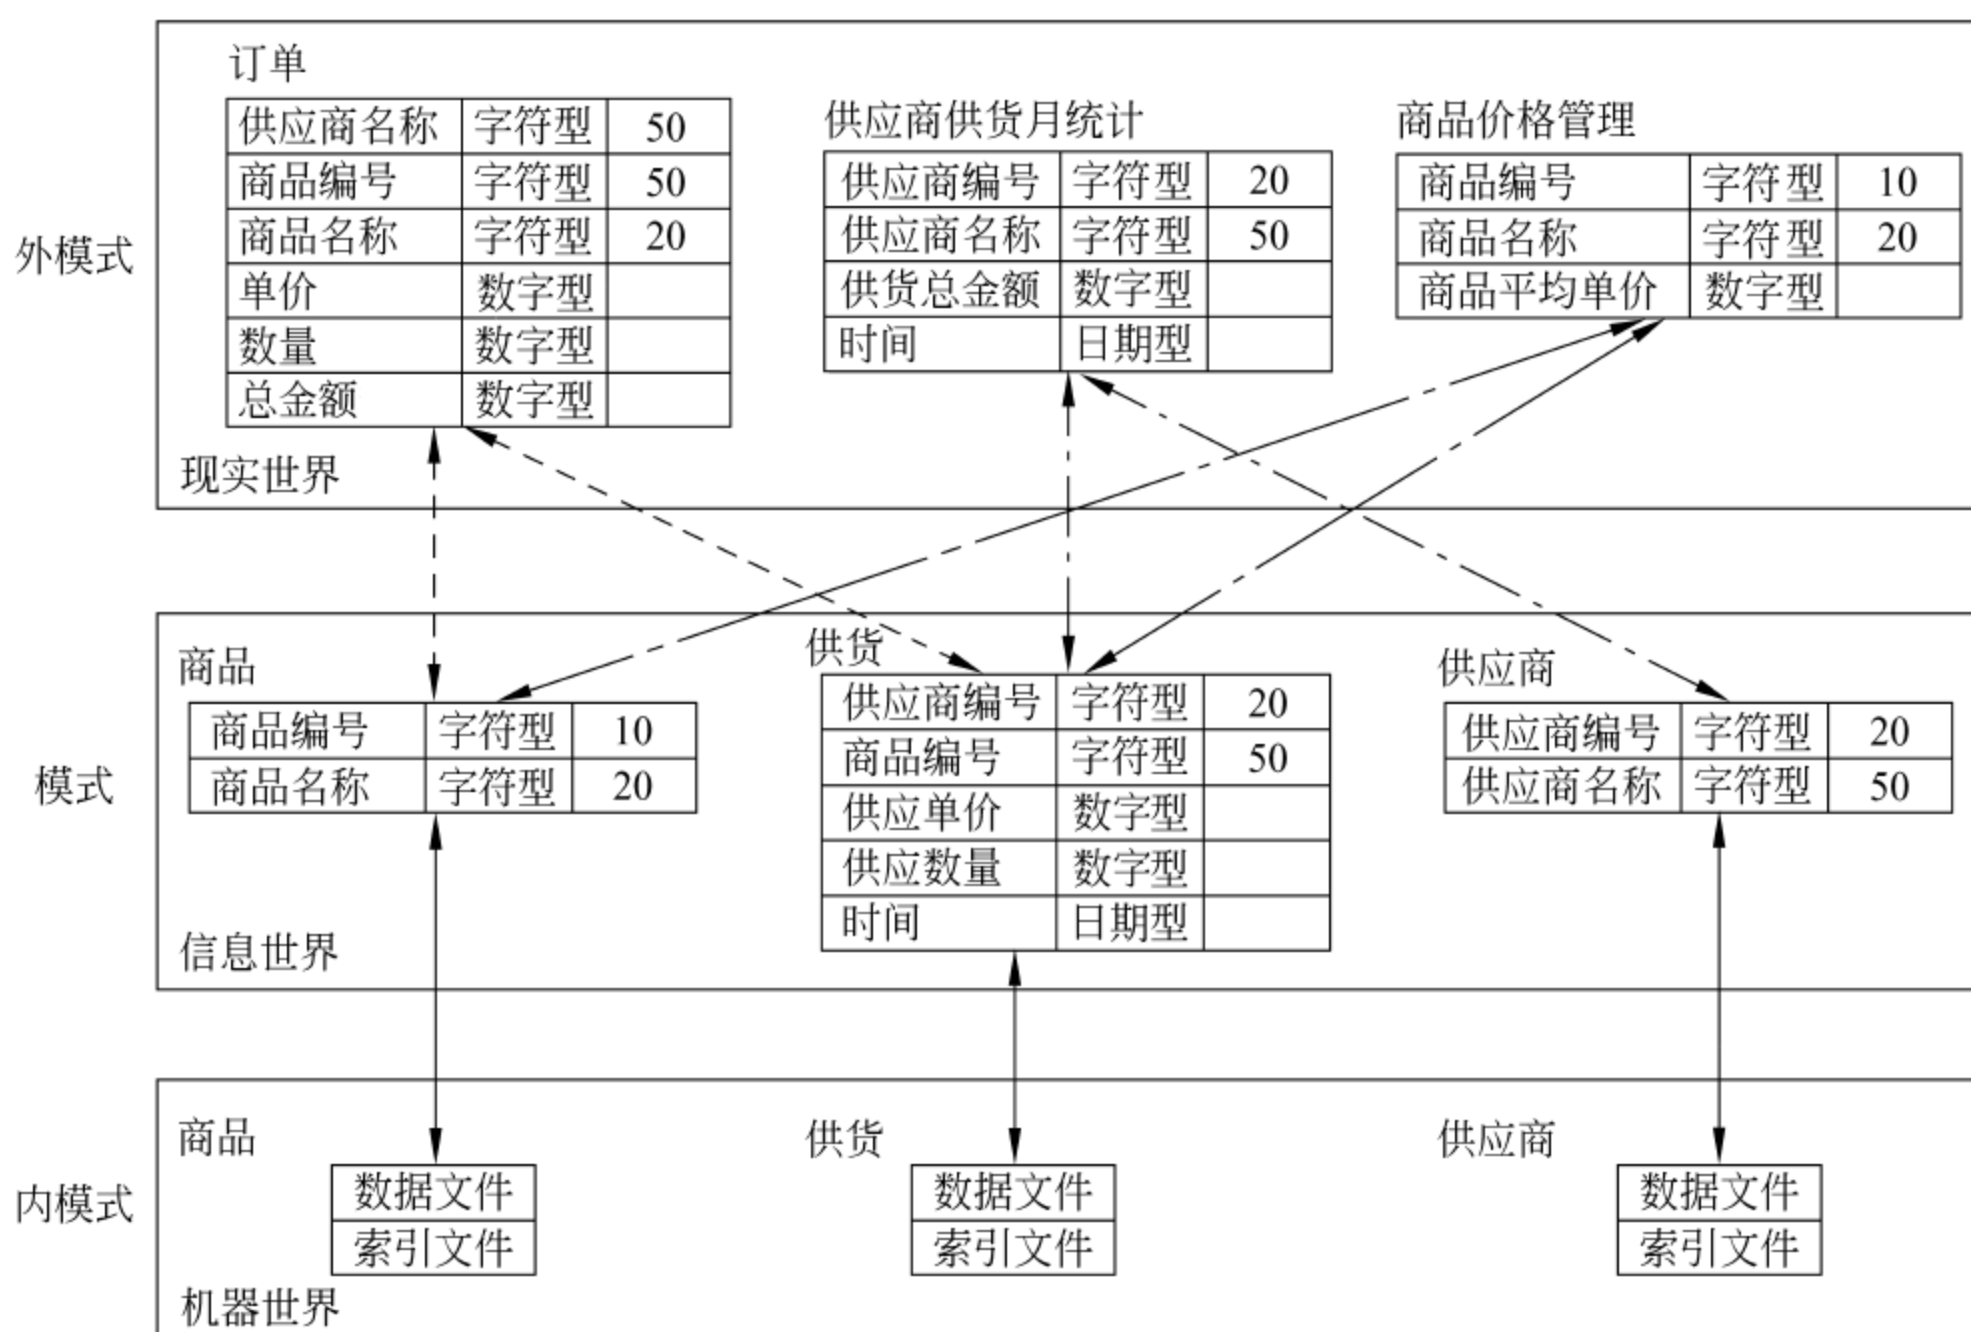 外模式
订单
供应商名称 字符型 50
商品编号 字符型 50
商品名称 字符型 20
单价 数字型
数量 数字型
总金额 数字型
供应商供货月统计
供应商编号 字符型 20
供应商名称 字符型 50
供货总金额 数字型
时间 日期型
商品价格管理
商品编号 字符型 10
商品名称 字符型 20
商品平均单价 数字型
现实世界
模式
商品
商品编号 字符型 10
商品名称 字符型 20
供货
供应商编号 字符型 20
商品编号 字符型 50
供应单价 数字型
供应数量 数字型
时间 日期型
供应商
供应商编号 字符型 20
供应商名称 字符型 50
信息世界
内模式
商品
数据文件
索引文件
供货
数据文件
索引文件
供应商
数据文件
索引文件
机器世界